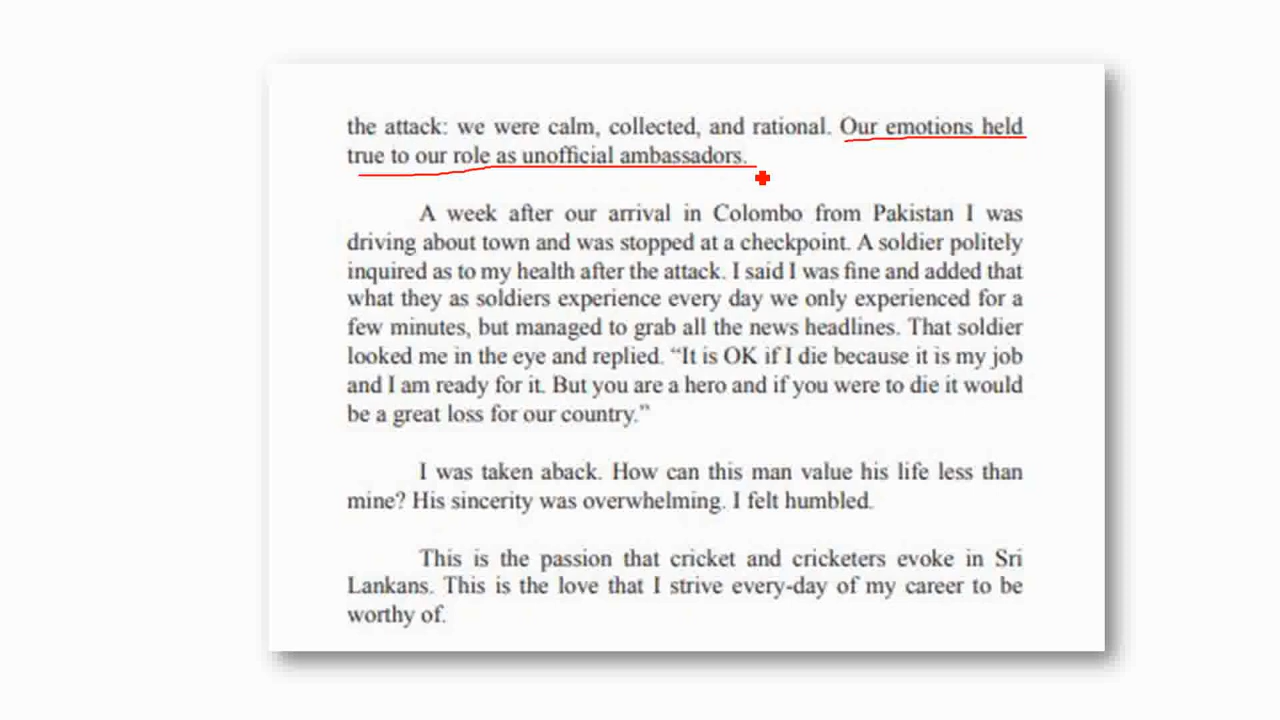 the attack: we were calm, collected, and rational. Our emotions held
true to our role as unofficial ambassadors.
A week after our arrival in Colombo from Pakistan I was
driving about town and was stopped at a checkpoint. A soldier politely
inquired as to my health after the attack. I said I was fine and added that
what they as soldiers experience every day we only experienced for a
few minutes, but managed to grab all the news headlines. That soldier
looked me in the eye and replied. “It is OK if I die because it is my job
and I am ready for it. But you are a hero and if you were to die it would
be a great loss for our country.”
I was taken aback. How can this man value his life less than
mine? His sincerity was overwhelming. I felt humbled.
This is the passion that cricket and cricketers evoke in Sri
Lankans. This is the love that I strive every-day of my career to be
worthy of.